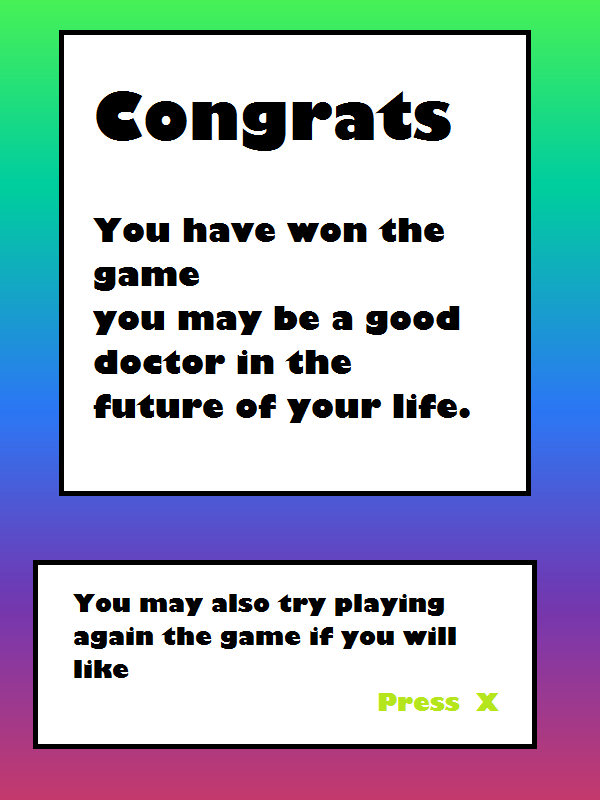 Congrats
You have won the
game
you may be a good
doctor in the
future of your life.
You may also try playing
again the game if you will
like
Press X